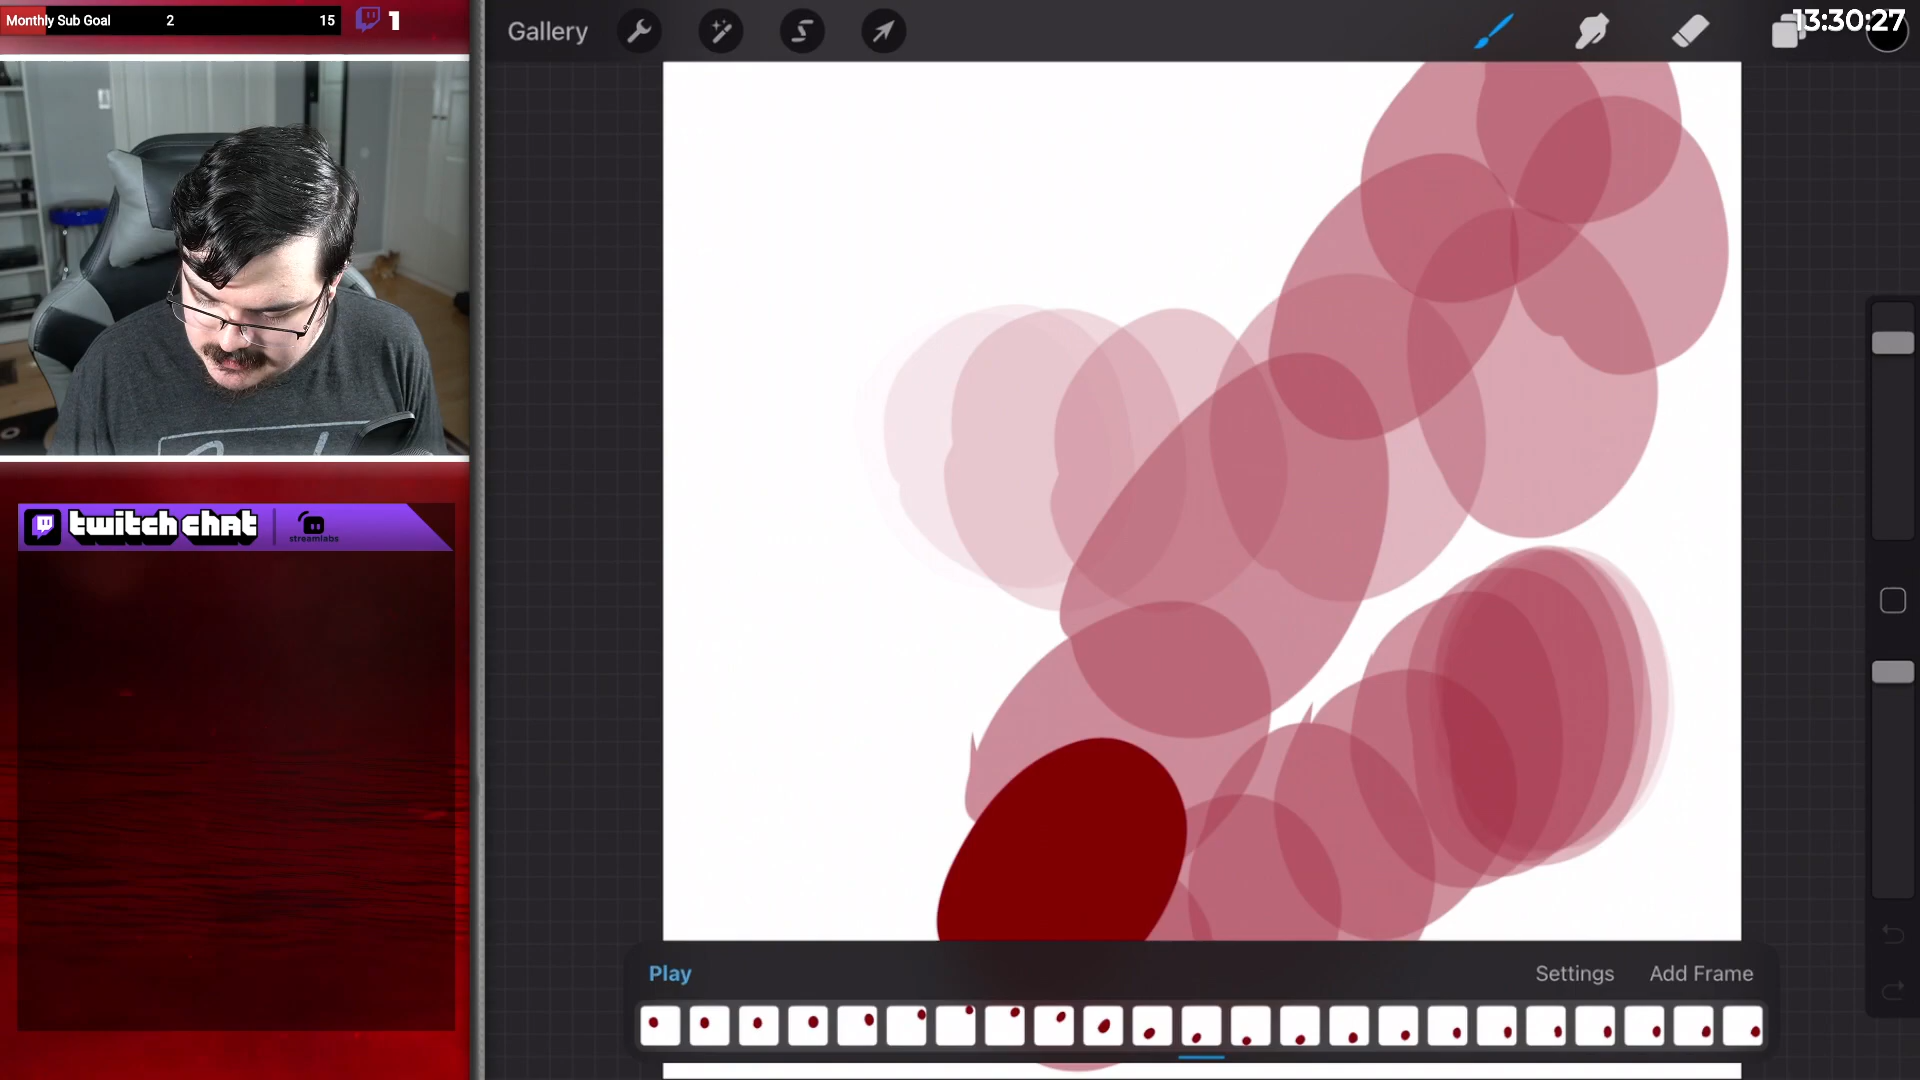 Monthly Sub Goal 2 15 1
Gallery
13:30:27
twitch chat
streamlabs
Play
Settings
Add Frame